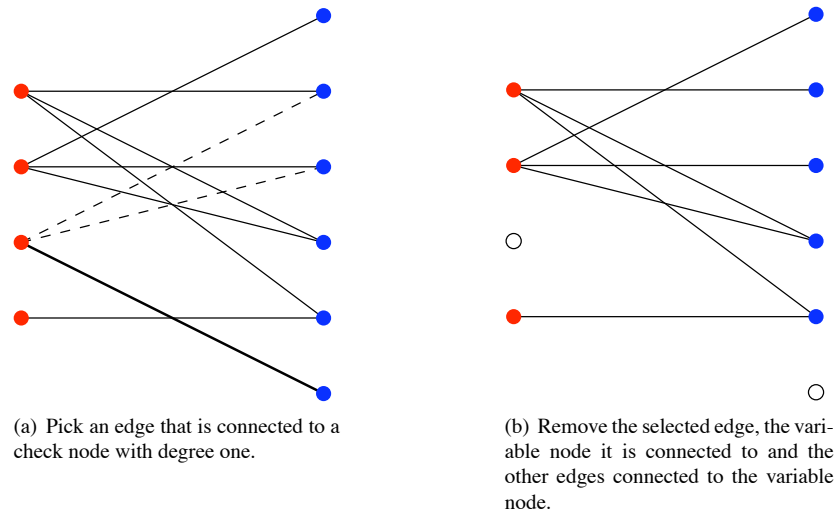 (a) Pick an edge that is connected to a
check node with degree one.
(b) Remove the selected edge, the vari-
able node it is connected to and the
other edges connected to the variable
node.